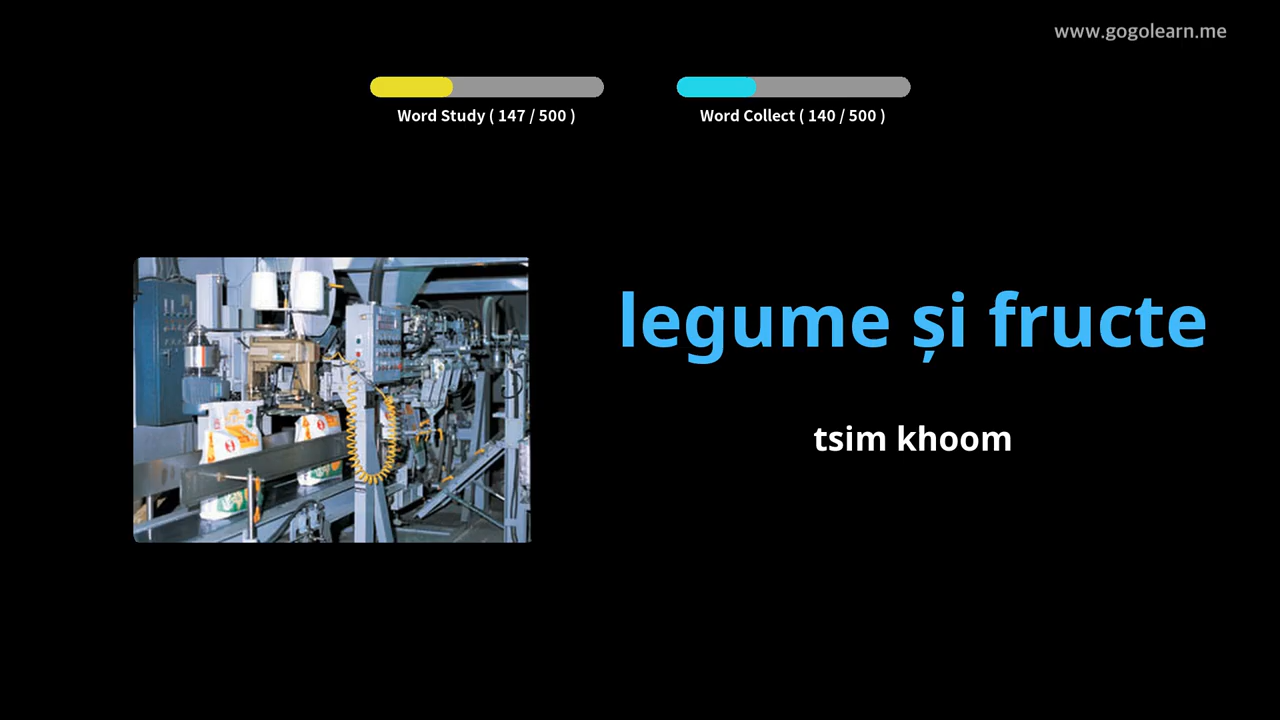 www.gogolearn.me
Word Study ( 147 / 500 )
Word Collect ( 140 / 500 )
legume și fructe
tsim khoom